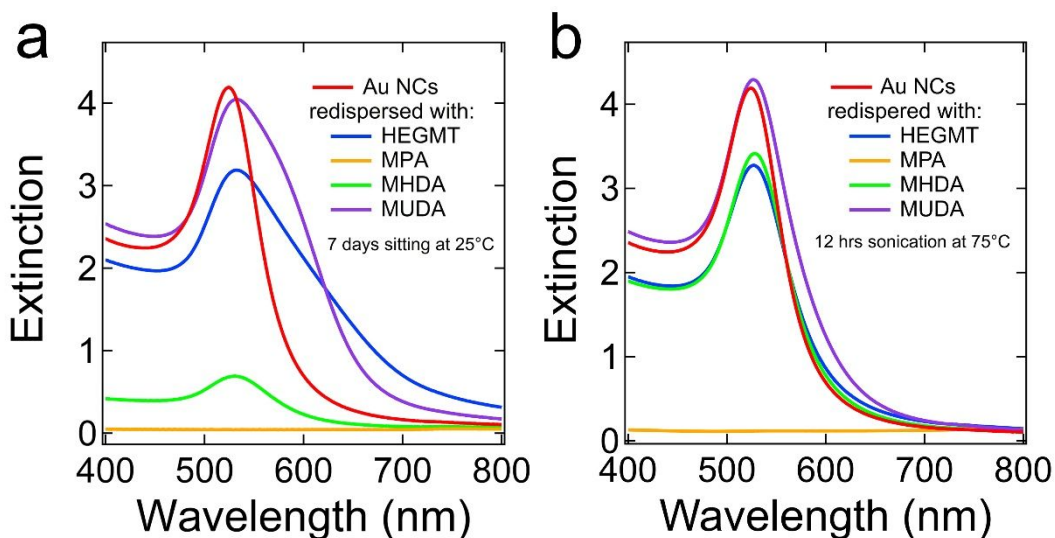 a
Extinction
4
3
2
1
0
Au NCs
redispersed with:
HEGMT
MPA
MHDA
MUDA
7 days sitting at 25°C
400 500 600 700 800
Wavelength (nm)
b
Extinction
4
3
2
1
0
Au NCs
redispered with:
HEGMT
MPA
MHDA
MUDA
12 hrs sonication at 75°C
400 500 600 700 800
Wavelength (nm)